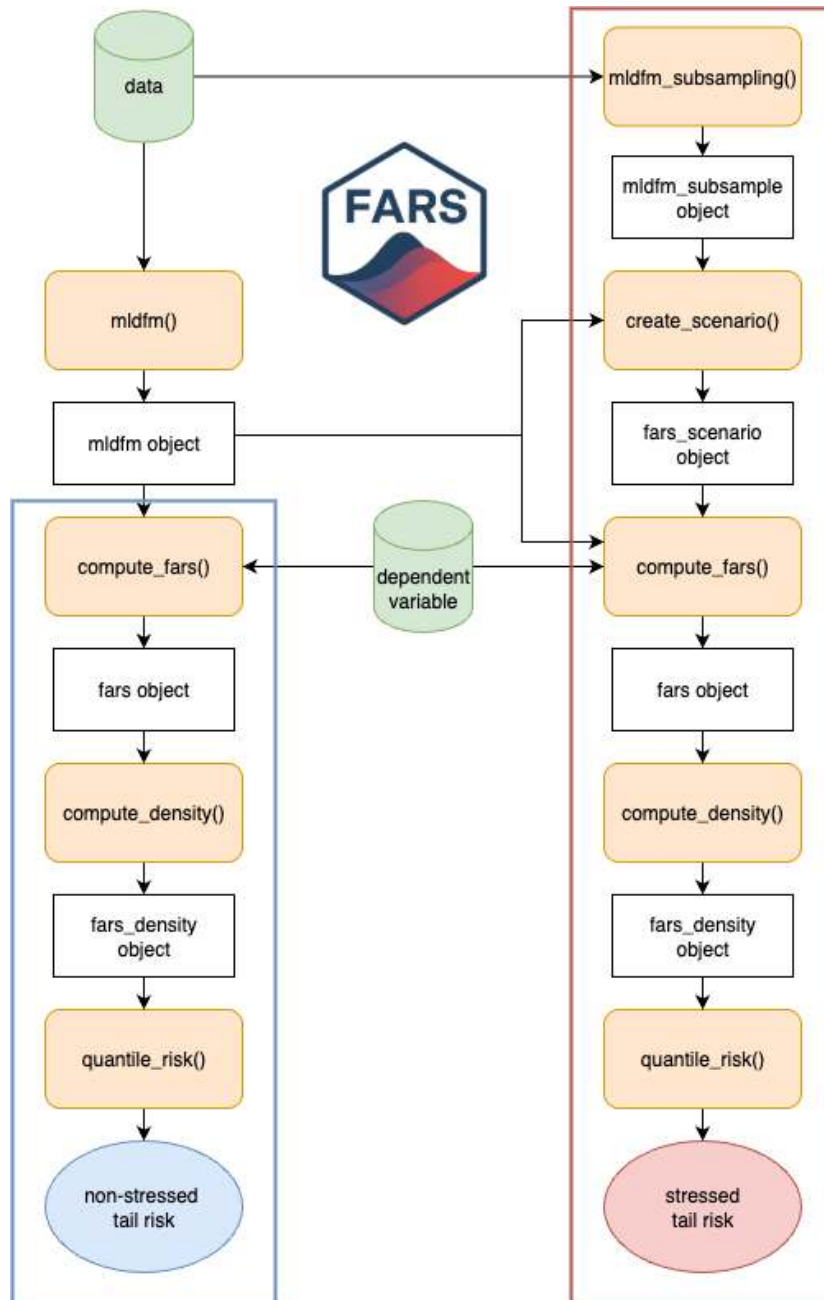 data
mldfm_subsampling()
mldfm_subsample
object
FARS
mldfm()
create_scenario()
mldfm object
fars_scenario
object
compute_fars()
dependent
variable
compute_fars()
fars object
fars object
compute_density()
compute_density()
fars_density
object
fars_density
object
quantile_risk()
quantile_risk()
non-stressed
tail risk
stressed
tail risk